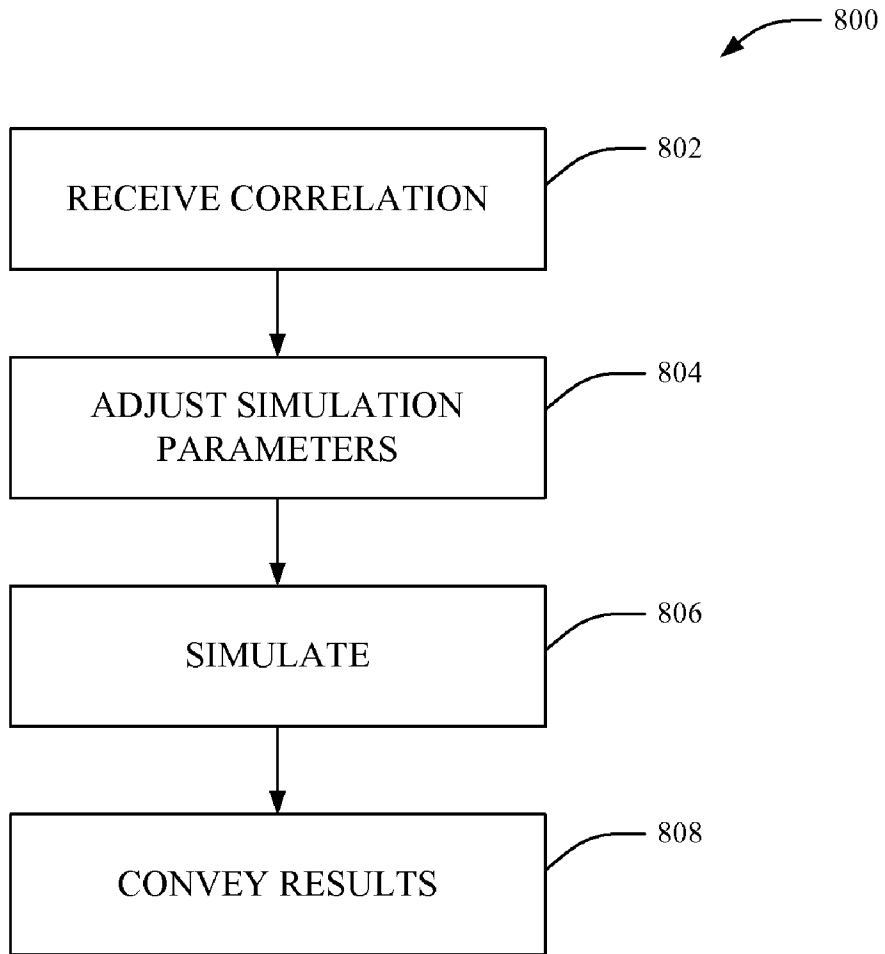 800
RECEIVE CORRELATION
802
ADJUST SIMULATION
PARAMETERS
804
SIMULATE
806
CONVEY RESULTS
808